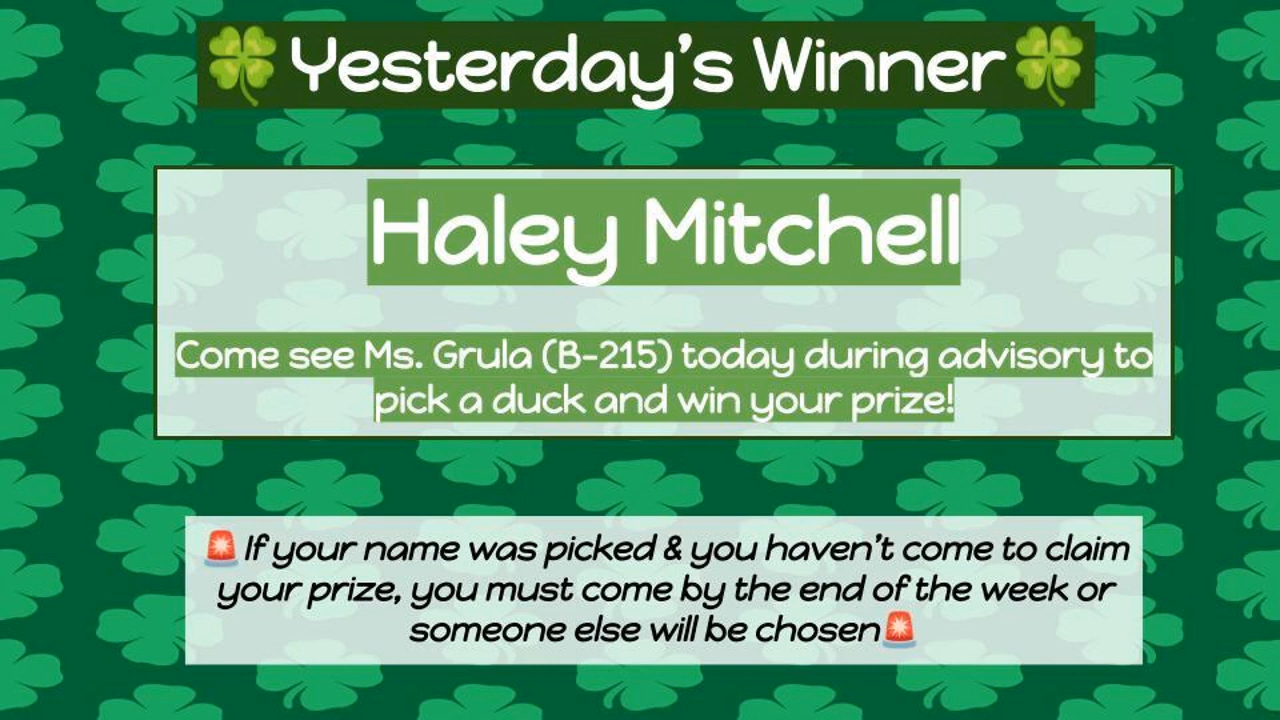 🍀Yesterday's Winner🍀
Haley Mitchell
Come see Ms. Grula (B-215) today during advisory to
pick a duck and win your prize!
🚨If your name was picked & you haven't come to claim
your prize, you must come by the end of the week or
someone else will be chosen🚨